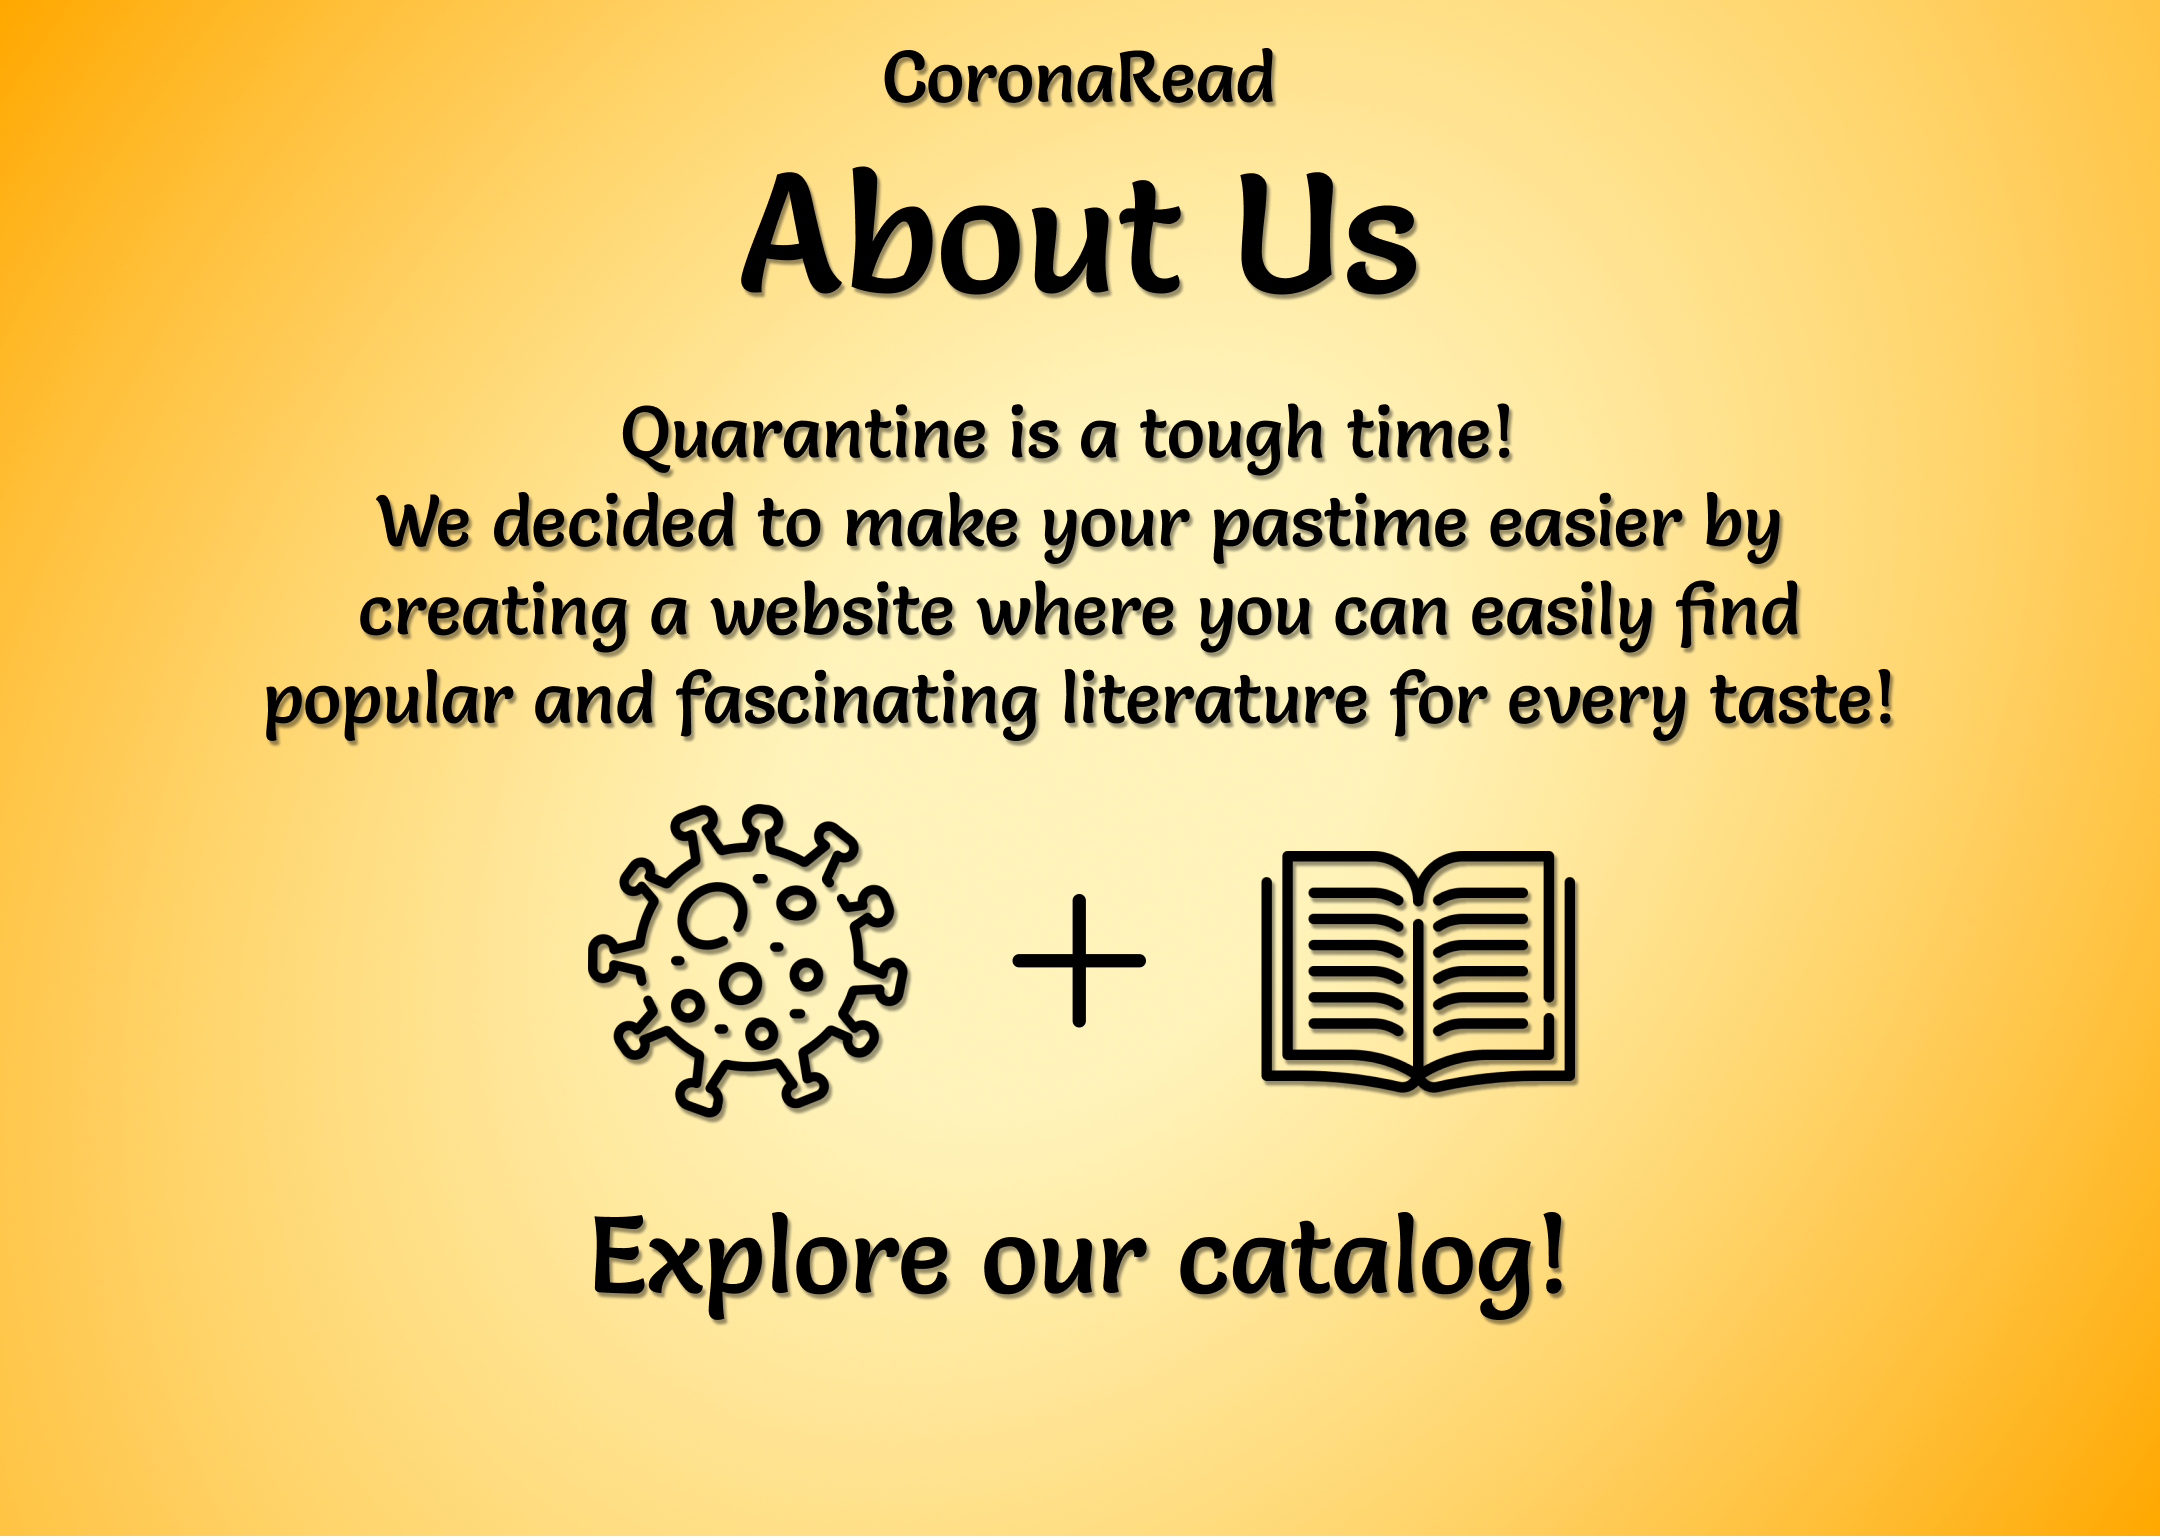 CoronaRead
About Us
Quarantine is a tough time!
We decided to make your pastime easier by
creating a website where you can easily find
popular and fascinating literature for every taste!
Explore our catalog!